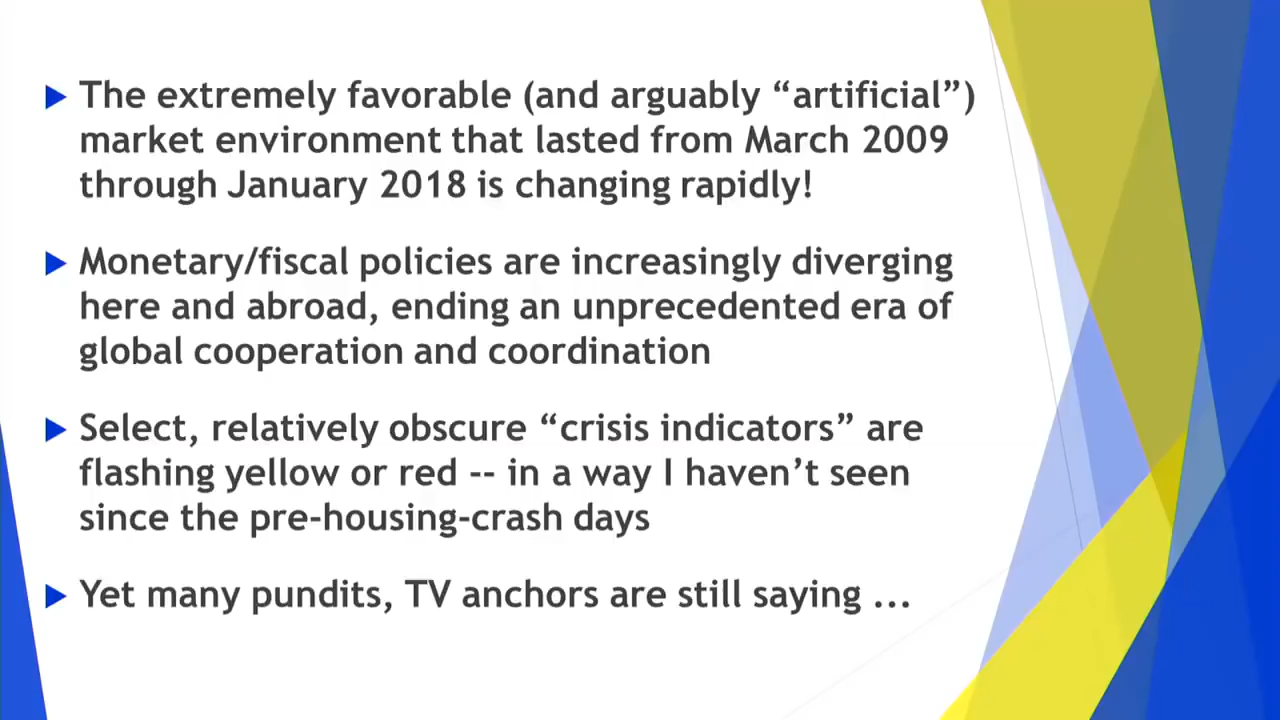 The extremely favorable (and arguably “artificial”)
market environment that lasted from March 2009
through January 2018 is changing rapidly!
Monetary/fiscal policies are increasingly diverging
here and abroad, ending an unprecedented era of
global cooperation and coordination
Select, relatively obscure “crisis indicators” are
flashing yellow or red -- in a way I haven’t seen
since the pre-housing-crash days
Yet many pundits, TV anchors are still saying ...